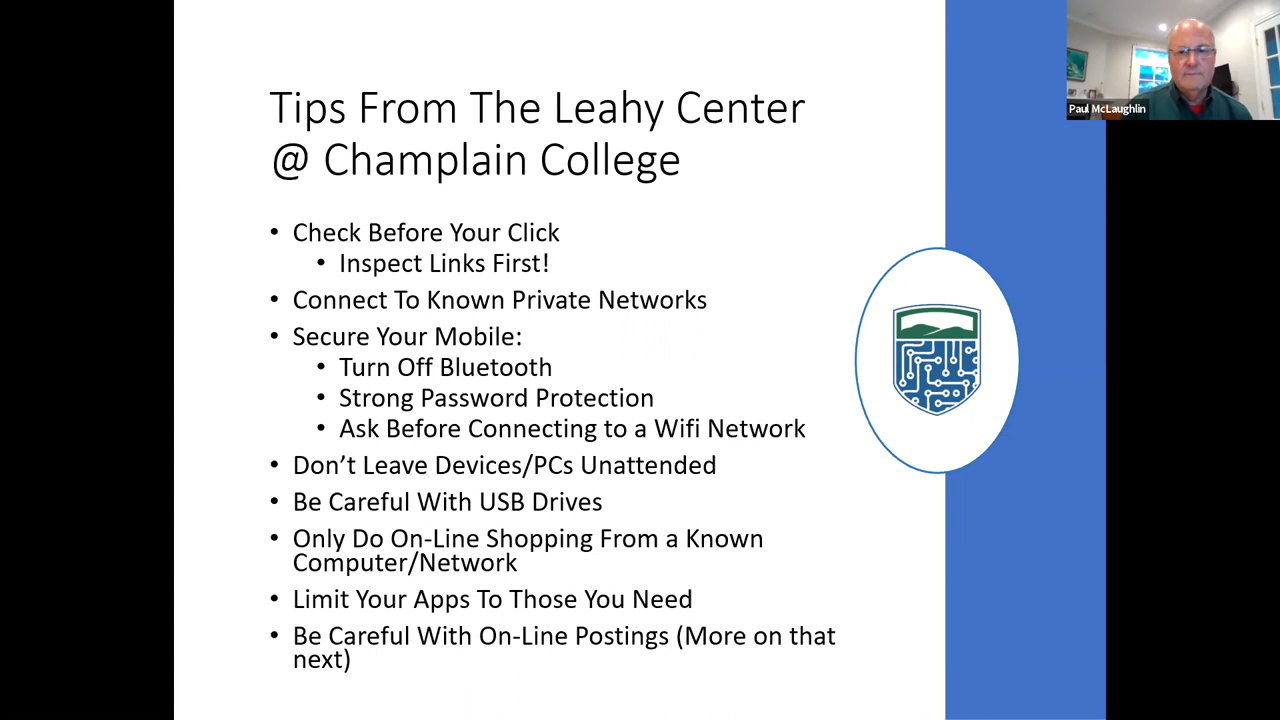 Tips From The Leahy Center
@ Champlain College
• Check Before Your Click
• Inspect Links First!
• Connect To Known Private Networks
• Secure Your Mobile:
• Turn Off Bluetooth
• Strong Password Protection
• Ask Before Connecting to a Wifi Network
• Don’t Leave Devices/PCs Unattended
• Be Careful With USB Drives
• Only Do On-Line Shopping From a Known
Computer/Network
• Limit Your Apps To Those You Need
• Be Careful With On-Line Postings (More on that
next)
Paul McLaughlin